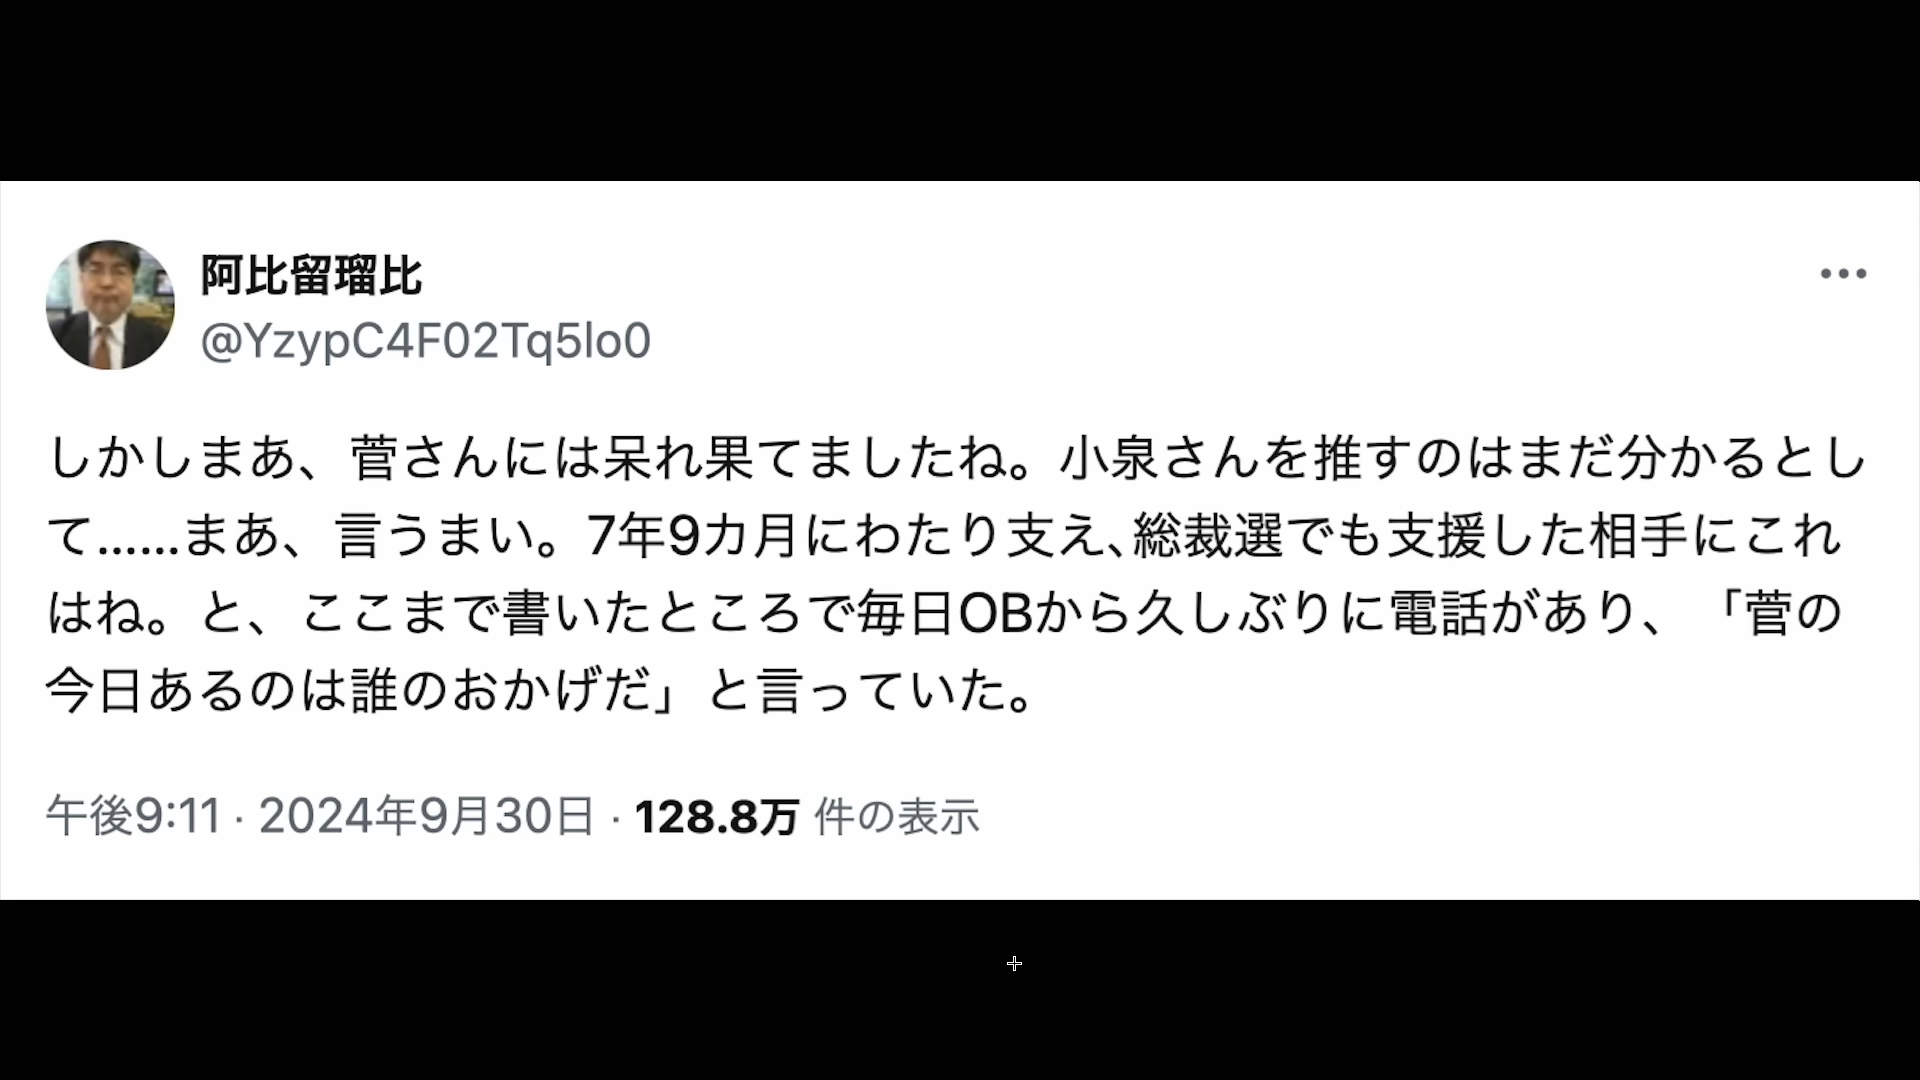 阿比留瑠比
@YzypC4F02Tq5lo0
しかしまあ、菅さんには呆れ果てましたね。小泉さんを推すのはまだ分かるとし
て……まあ、言うまい。7年9カ月にわたり支え､総裁選でも支援した相手にこれ
はね。と、ここまで書いたところで毎日OBから久しぶりに電話があり、「菅の
今日あるのは誰のおかげだ」と言っていた。
午後9:11 · 2024年9月30日 · 128.8万 件の表示